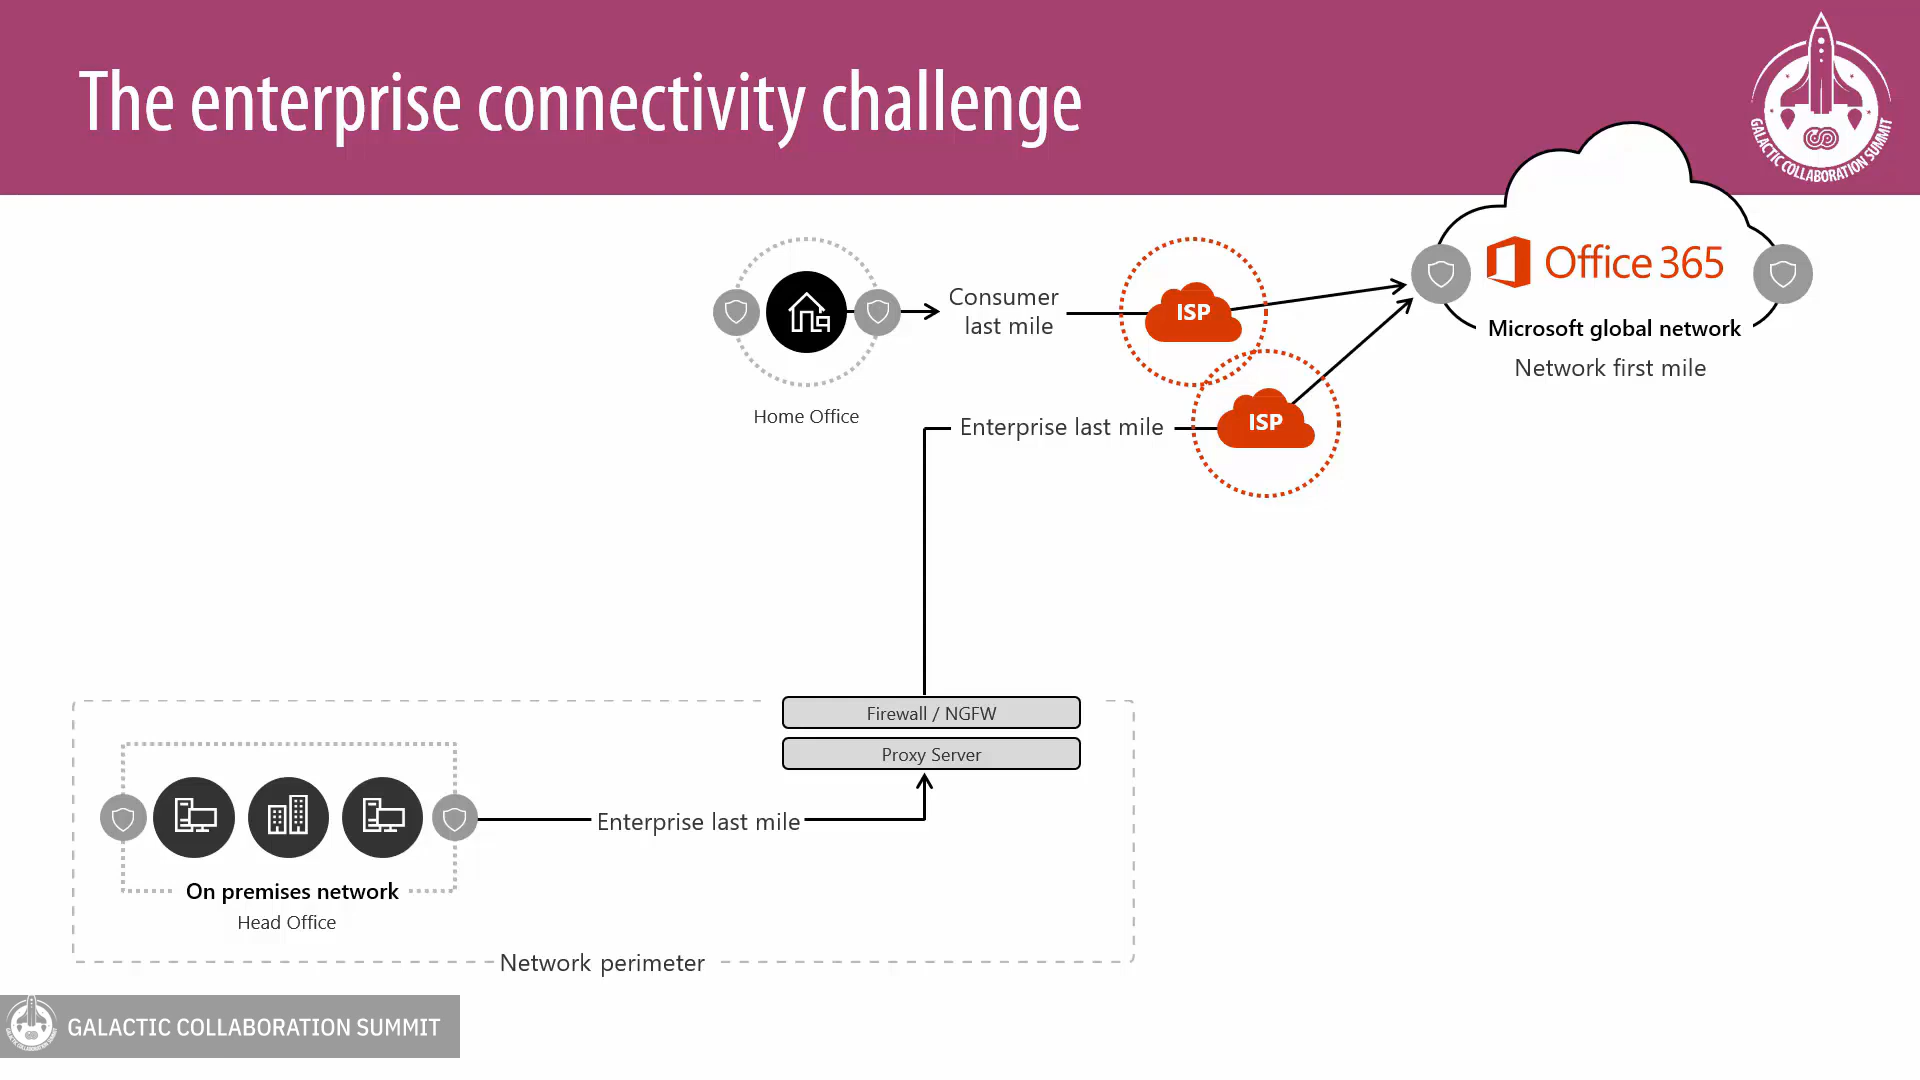 The enterprise connectivity challenge
GALACTIC COLLABORATION SUMMIT
Office 365
Microsoft global network
Network first mile
Consumer
last mile
ISP
Home Office
Enterprise last mile
ISP
Firewall / NGFW
Proxy Server
Enterprise last mile
On premises network
Head Office
Network perimeter
GALACTIC COLLABORATION SUMMIT